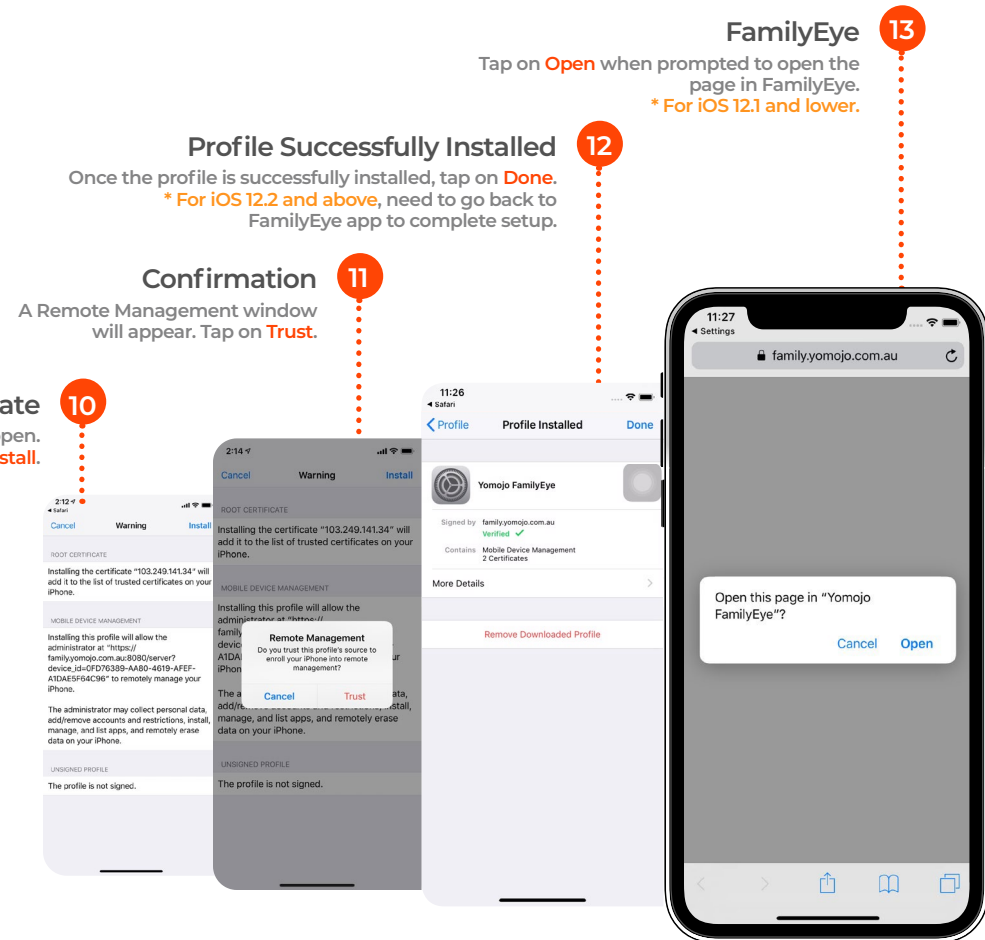 FamilyEye
13
Tap on Open when prompted to open the
page in FamilyEye.
* For iOS 12.1 and lower.
Profile Successfully Installed
12
Once the profile is successfully installed, tap on Done.
* For iOS 12.2 and above, need to go back to
FamilyEye app to complete setup.
Confirmation
11
A Remote Management window
will appear. Tap on Trust.
10
2:12
Safari
Cancel
Warning
Install
ROOT CERTIFICATE
Installing the certificate "103.249.141.34" will
add it to the list of trusted certificates on your
iPhone.
MOBILE DEVICE MANAGEMENT
Installing this profile will allow the
administrator at "https://
family.yomojo.com.au:8080/server?
device_id=0FD76389-AA80-4619-AFEF-
A1DAE5F64C96" to remotely manage your
iPhone.
The administrator may collect personal data,
add/remove accounts and restrictions, install,
manage, and list apps, and remotely erase
data on your iPhone.
UNSIGNED PROFILE
The profile is not signed.
2:14
Cancel
Warning
Install
ROOT CERTIFICATE
Installing the certificate "103.249.141.34" will
add it to the list of trusted certificates on your
iPhone.
MOBILE DEVICE MANAGEMENT
Installing this profile will allow the
administrator at "https://
Remote Management
Do you trust this profile's source to
enroll your iPhone into remote
management?
Cancel
Trust
manage, and list apps, and remotely erase
data on your iPhone.
UNSIGNED PROFILE
The profile is not signed.
11:26
Safari
Profile
Profile Installed
Done
Yomojo FamilyEye
Signed by family.yomojo.com.au
Verified ✓
Contains Mobile Device Management
2 Certificates
More Details
Remove Downloaded Profile
11:27
Settings
family.yomojo.com.au
Open this page in "Yomojo
FamilyEye"?
Cancel
Open